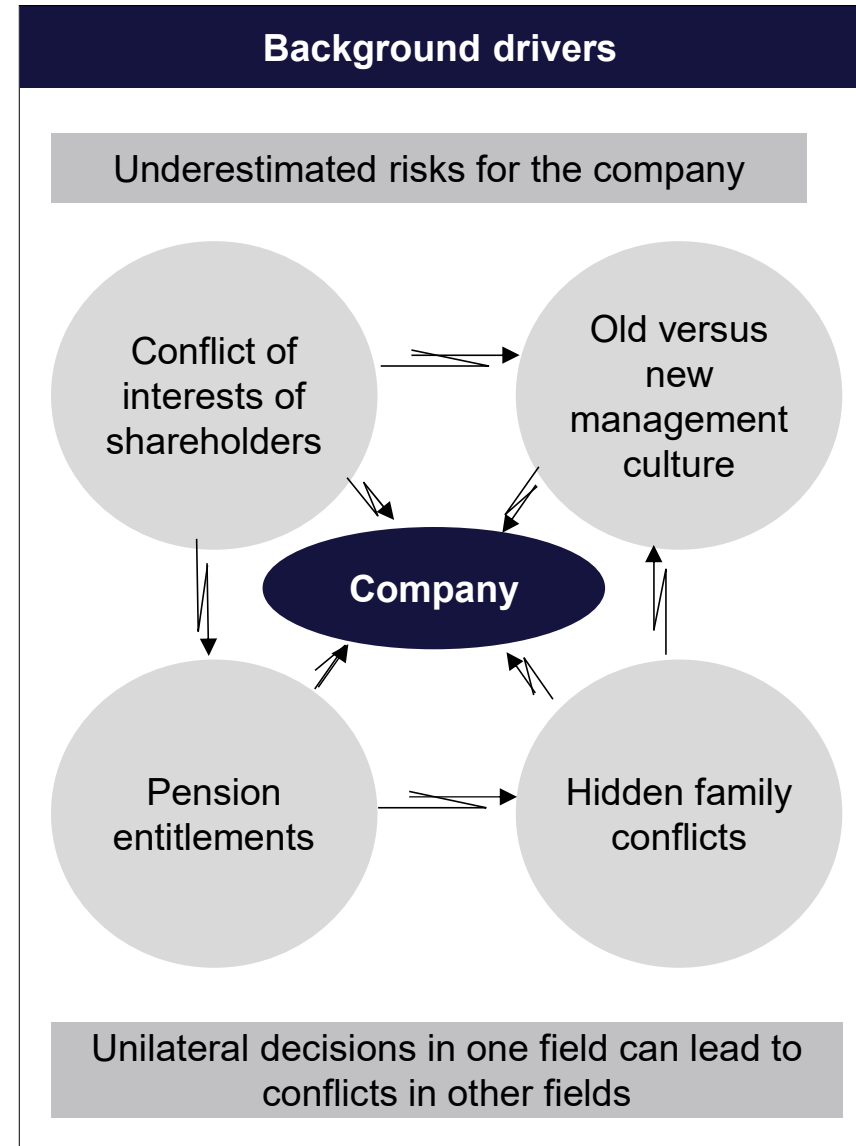 Background drivers
Underestimated risks for the company
Conflict of
interests of
shareholders
Old versus
new
management
culture
Company
Pension
entitlements
Hidden family
conflicts
Unilateral decisions in one field can lead to
conflicts in other fields